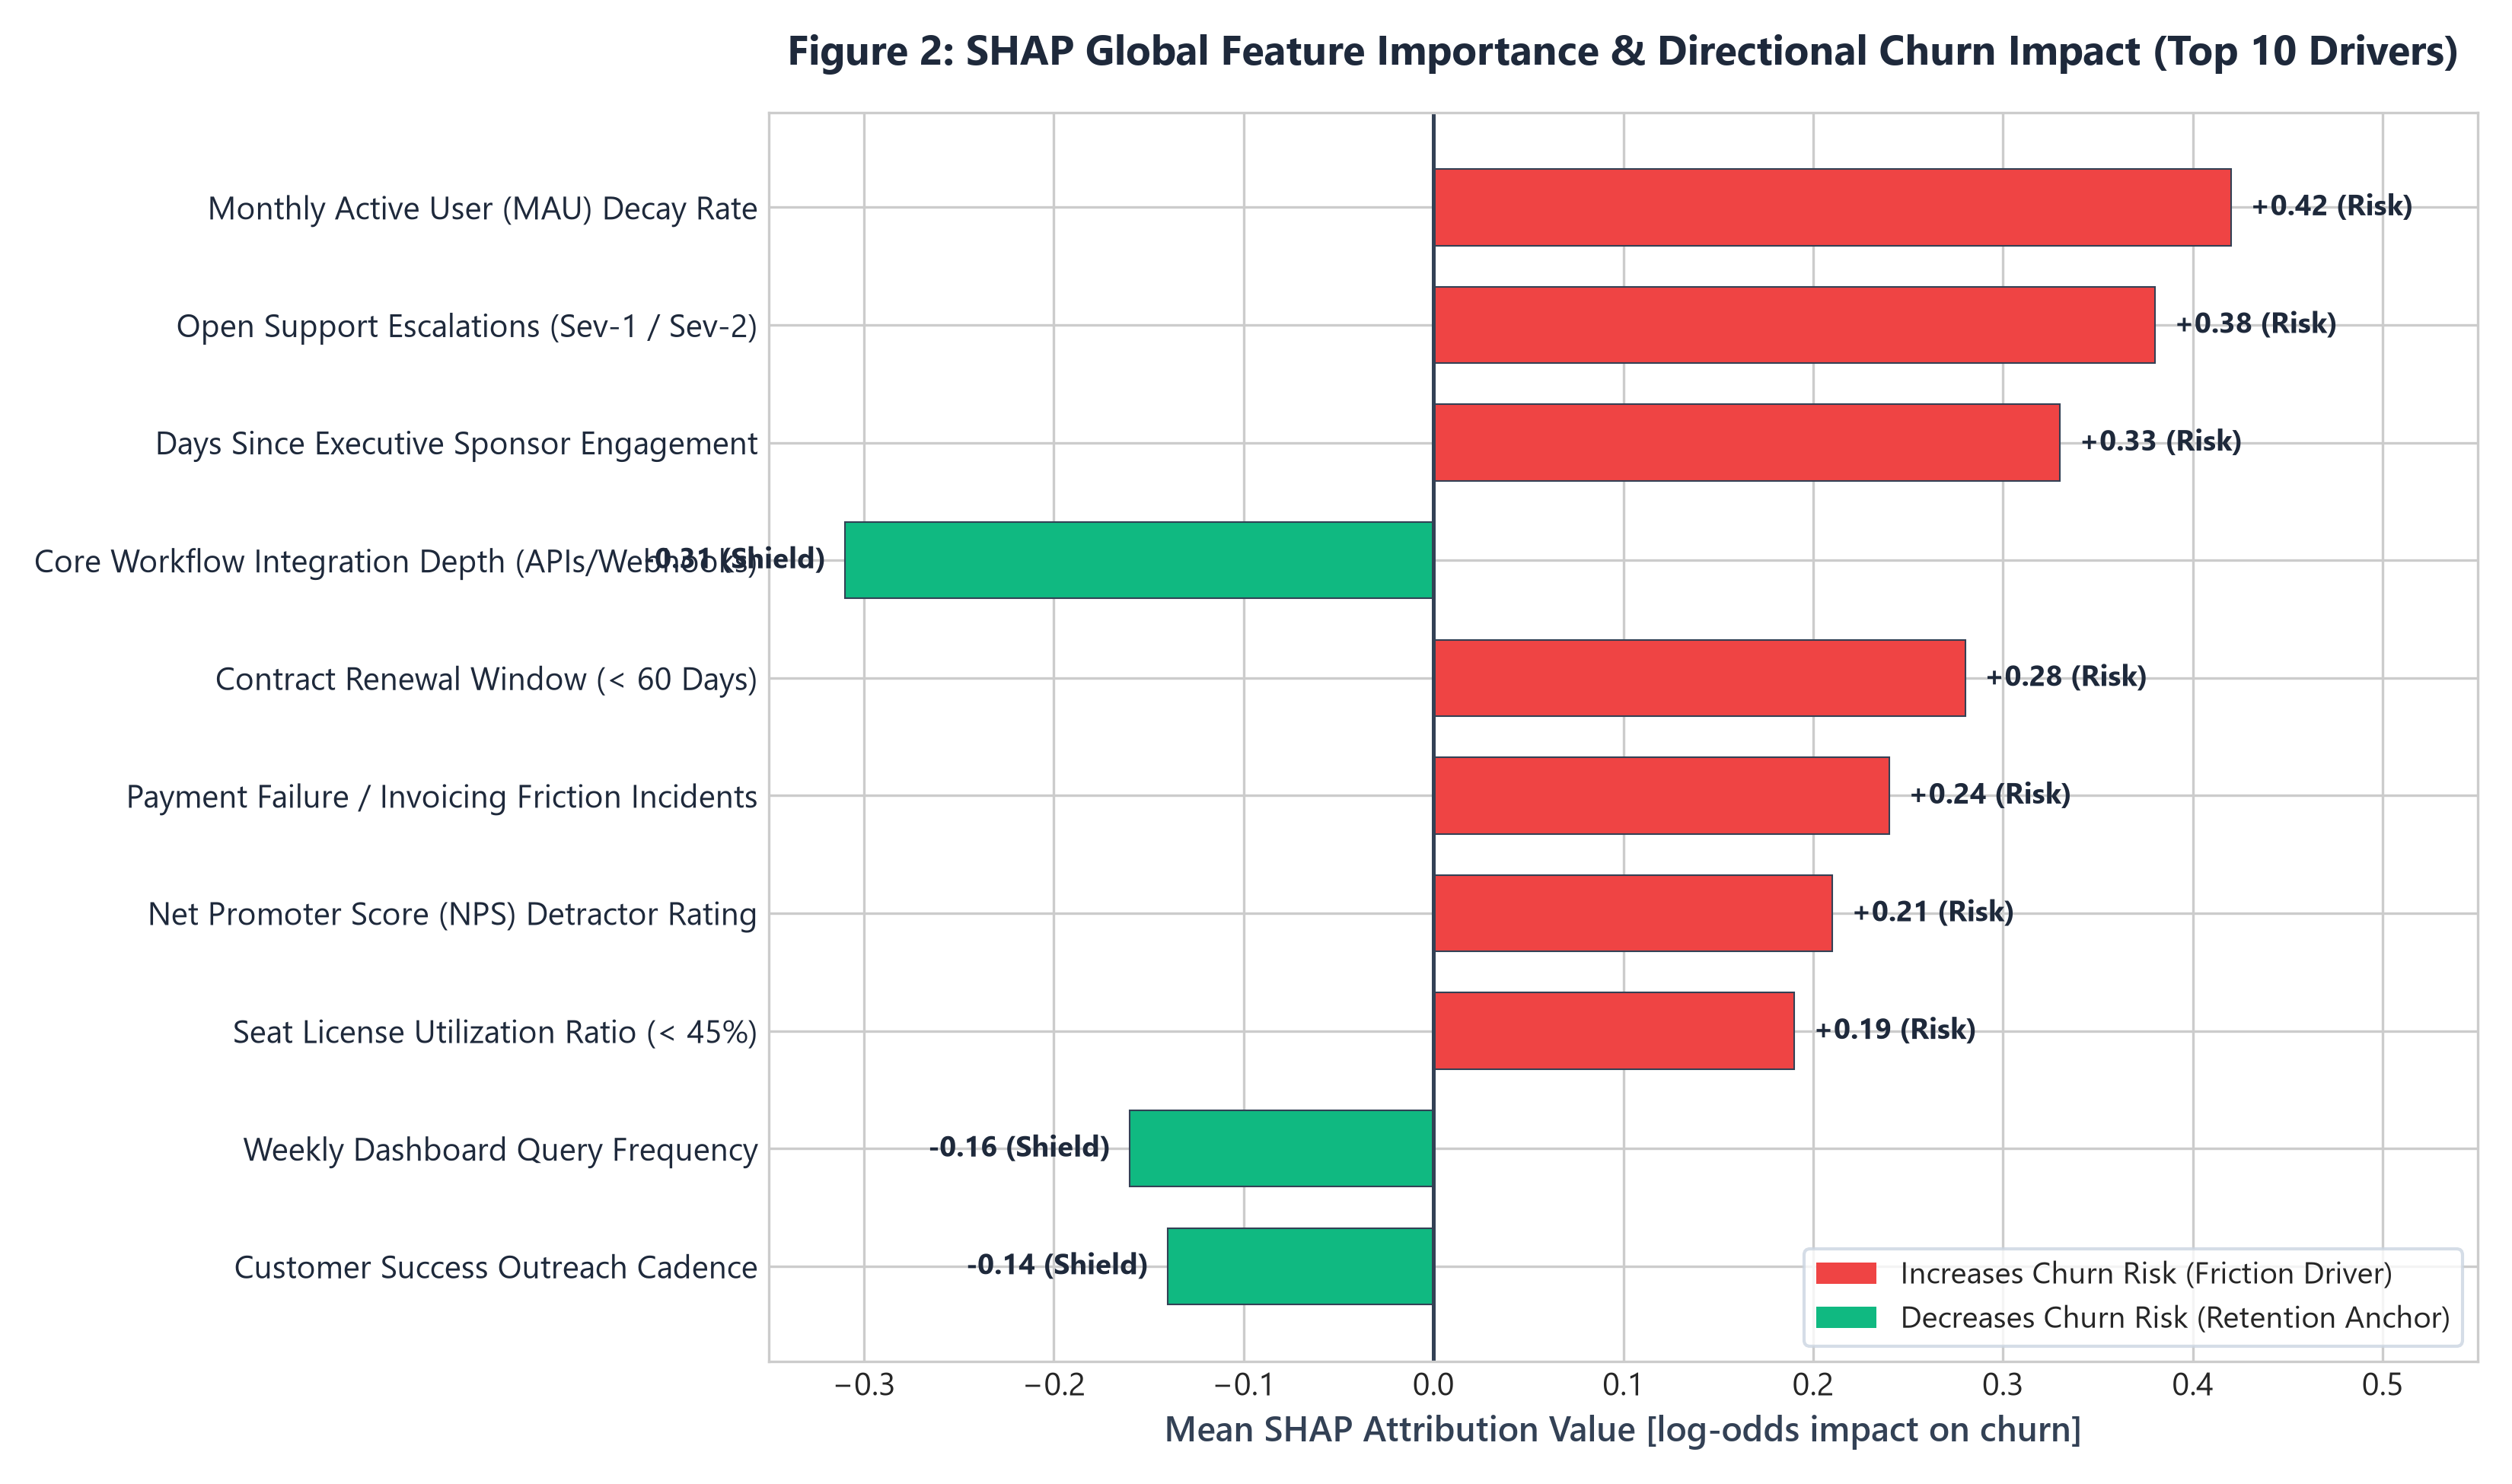 Figure 2: SHAP Global Feature Importance & Directional Churn Impact (Top 10 Drivers)
Monthly Active User (MAU) Decay Rate +0.42 (Risk)
Open Support Escalations (Sev-1 / Sev-2) +0.38 (Risk)
Days Since Executive Sponsor Engagement +0.33 (Risk)
Core Workflow Integration Depth (APIs/Webhooks) -0.31 (Shield)
Contract Renewal Window (< 60 Days) +0.28 (Risk)
Payment Failure / Invoicing Friction Incidents +0.24 (Risk)
Net Promoter Score (NPS) Detractor Rating +0.21 (Risk)
Seat License Utilization Ratio (< 45%) +0.19 (Risk)
Weekly Dashboard Query Frequency -0.16 (Shield)
Customer Success Outreach Cadence -0.14 (Shield)
Increases Churn Risk (Friction Driver)
Decreases Churn Risk (Retention Anchor)
−0.3 −0.2 −0.1 0.0 0.1 0.2 0.3 0.4 0.5
Mean SHAP Attribution Value [log-odds impact on churn]